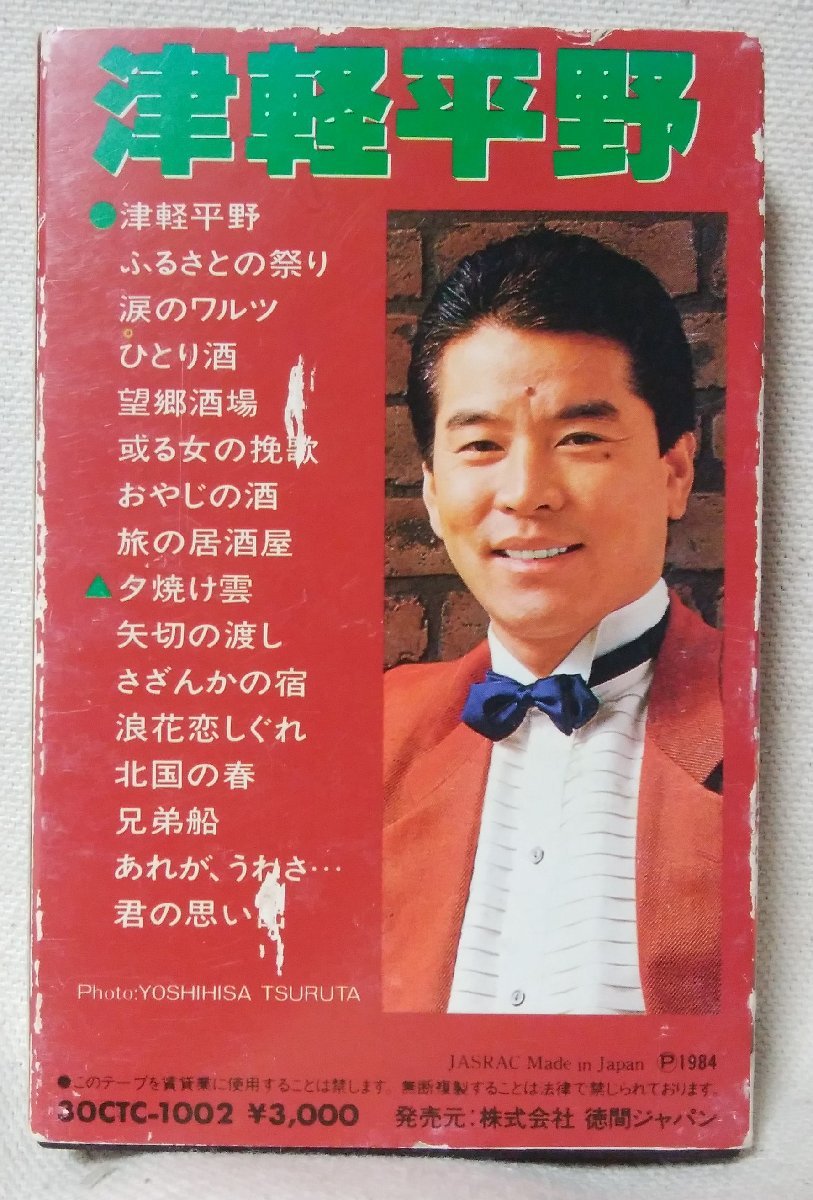 津軽平野
●津軽平野
ふるさとの祭り
涙のワルツ
ひとり酒
望郷酒場
或る女の挽歌
おやじの酒
旅の居酒屋
▲夕焼け雲
矢切の渡し
さざんかの宿
浪花恋しぐれ
北国の春
兄弟船
あれが、うわさ…
君の思い
Photo:YOSHIHISA TSURUTA
JASRAC Made in Japan Ⓟ1984
●このテープを賃貸業に使用することは禁じます。無断複製することは法律で禁じられております。
30CTC-1002 ¥3,000 発売元:株式会社 徳間ジャパン